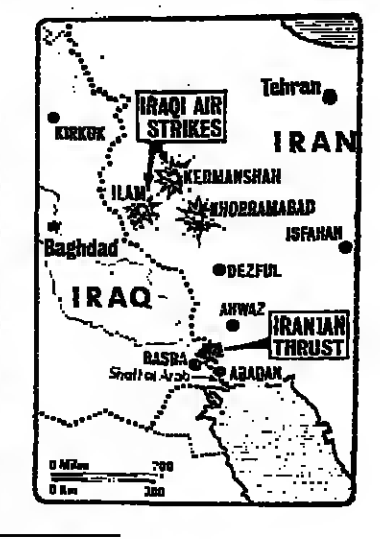 Tehran
IRAQI AIR
STRIKES
KIRKUK
IRAN
KERMANSHAH
ILAM
KHORRAMABAD
ISFAHAN
Baghdad
DEZFUL
IRAQ
AHWAZ
IRANIAN
THRUST
BASRA
Shatt al Arab
ABADAN
0 Miles
0 Km